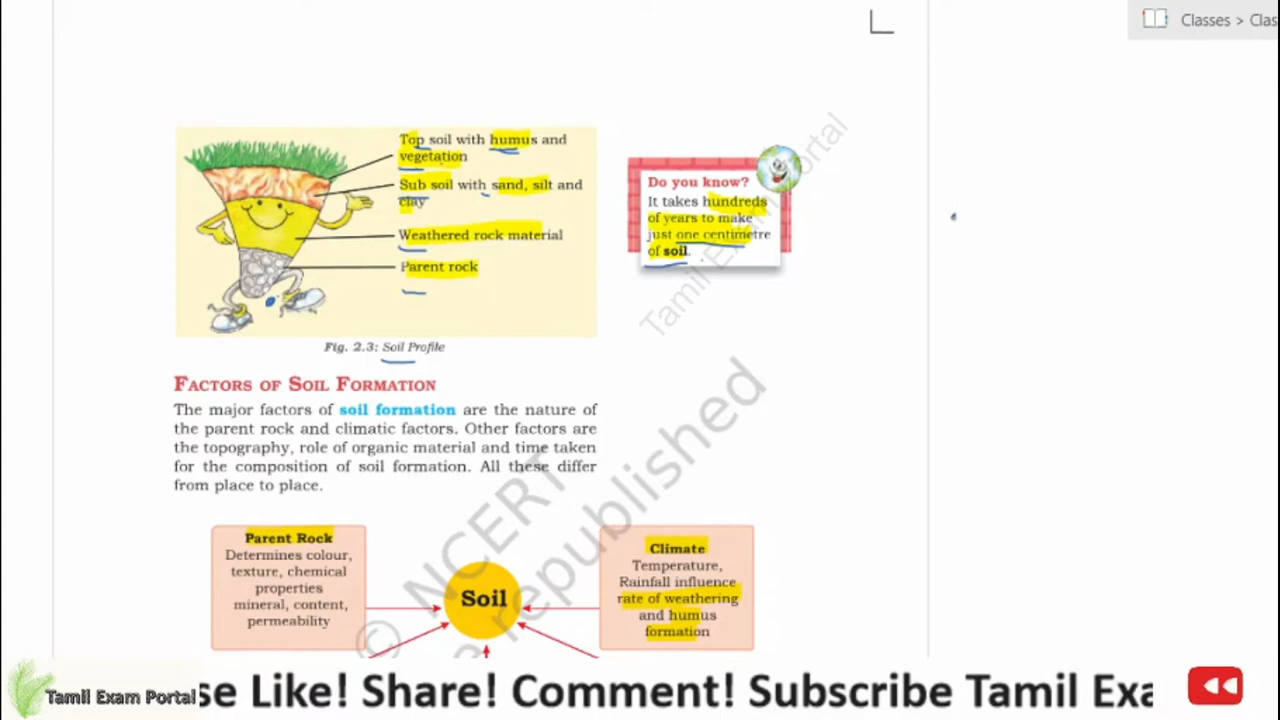 Classes > Clas
Top soil with humus and
vegetation
Sub soil with sand, silt and
clay
Weathered rock material
Parent rock
Fig. 2.3: Soil Profile
Do you know?
It takes hundreds
of years to make
just one centimetre
of soil.
Tamil Exam Portal
FACTORS OF SOIL FORMATION
The major factors of soil formation are the nature of
the parent rock and climatic factors. Other factors are
the topography, role of organic material and time taken
for the composition of soil formation. All these differ
from place to place.
Parent Rock
Determines colour,
texture, chemical
properties
mineral, content,
permeability
Soil
Climate
Temperature,
Rainfall influence
rate of weathering
and humus
formation
© NCERT
e republished
Tamil Exam Portal
se Like! Share! Comment! Subscribe Tamil Exa